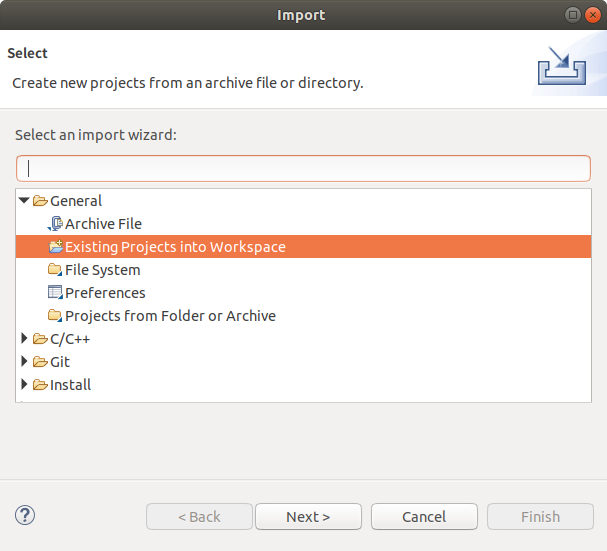 Import
Select
Create new projects from an archive file or directory.
Select an import wizard:
General
Archive File
Existing Projects into Workspace
File System
Preferences
Projects from Folder or Archive
C/C++
Git
Install
?
< Back
Next >
Cancel
Finish